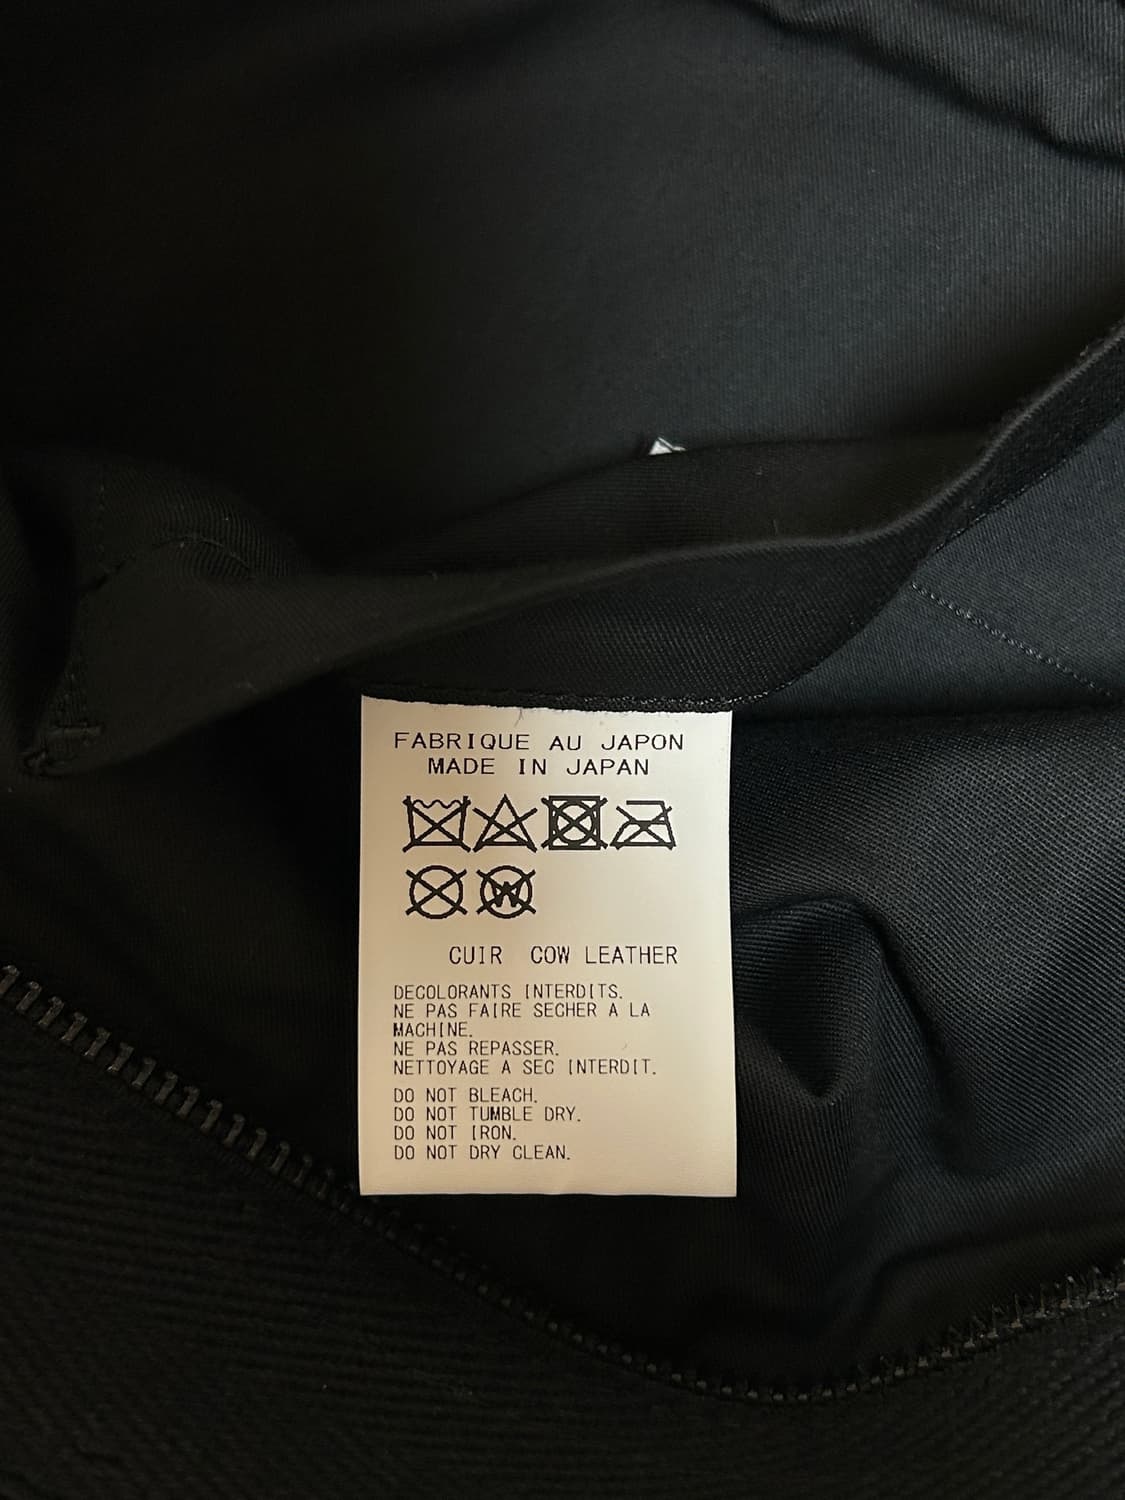 FABRIQUE AU JAPON
MADE IN JAPAN
W
CUIR COW LEATHER
DECOLORANTS INTERDITS.
NE PAS FAIRE SECHER A LA
MACHINE.
NE PAS REPASSER.
NETTOYAGE A SEC INTERDIT.
DO NOT BLEACH.
DO NOT TUMBLE DRY.
DO NOT IRON.
DO NOT DRY CLEAN.